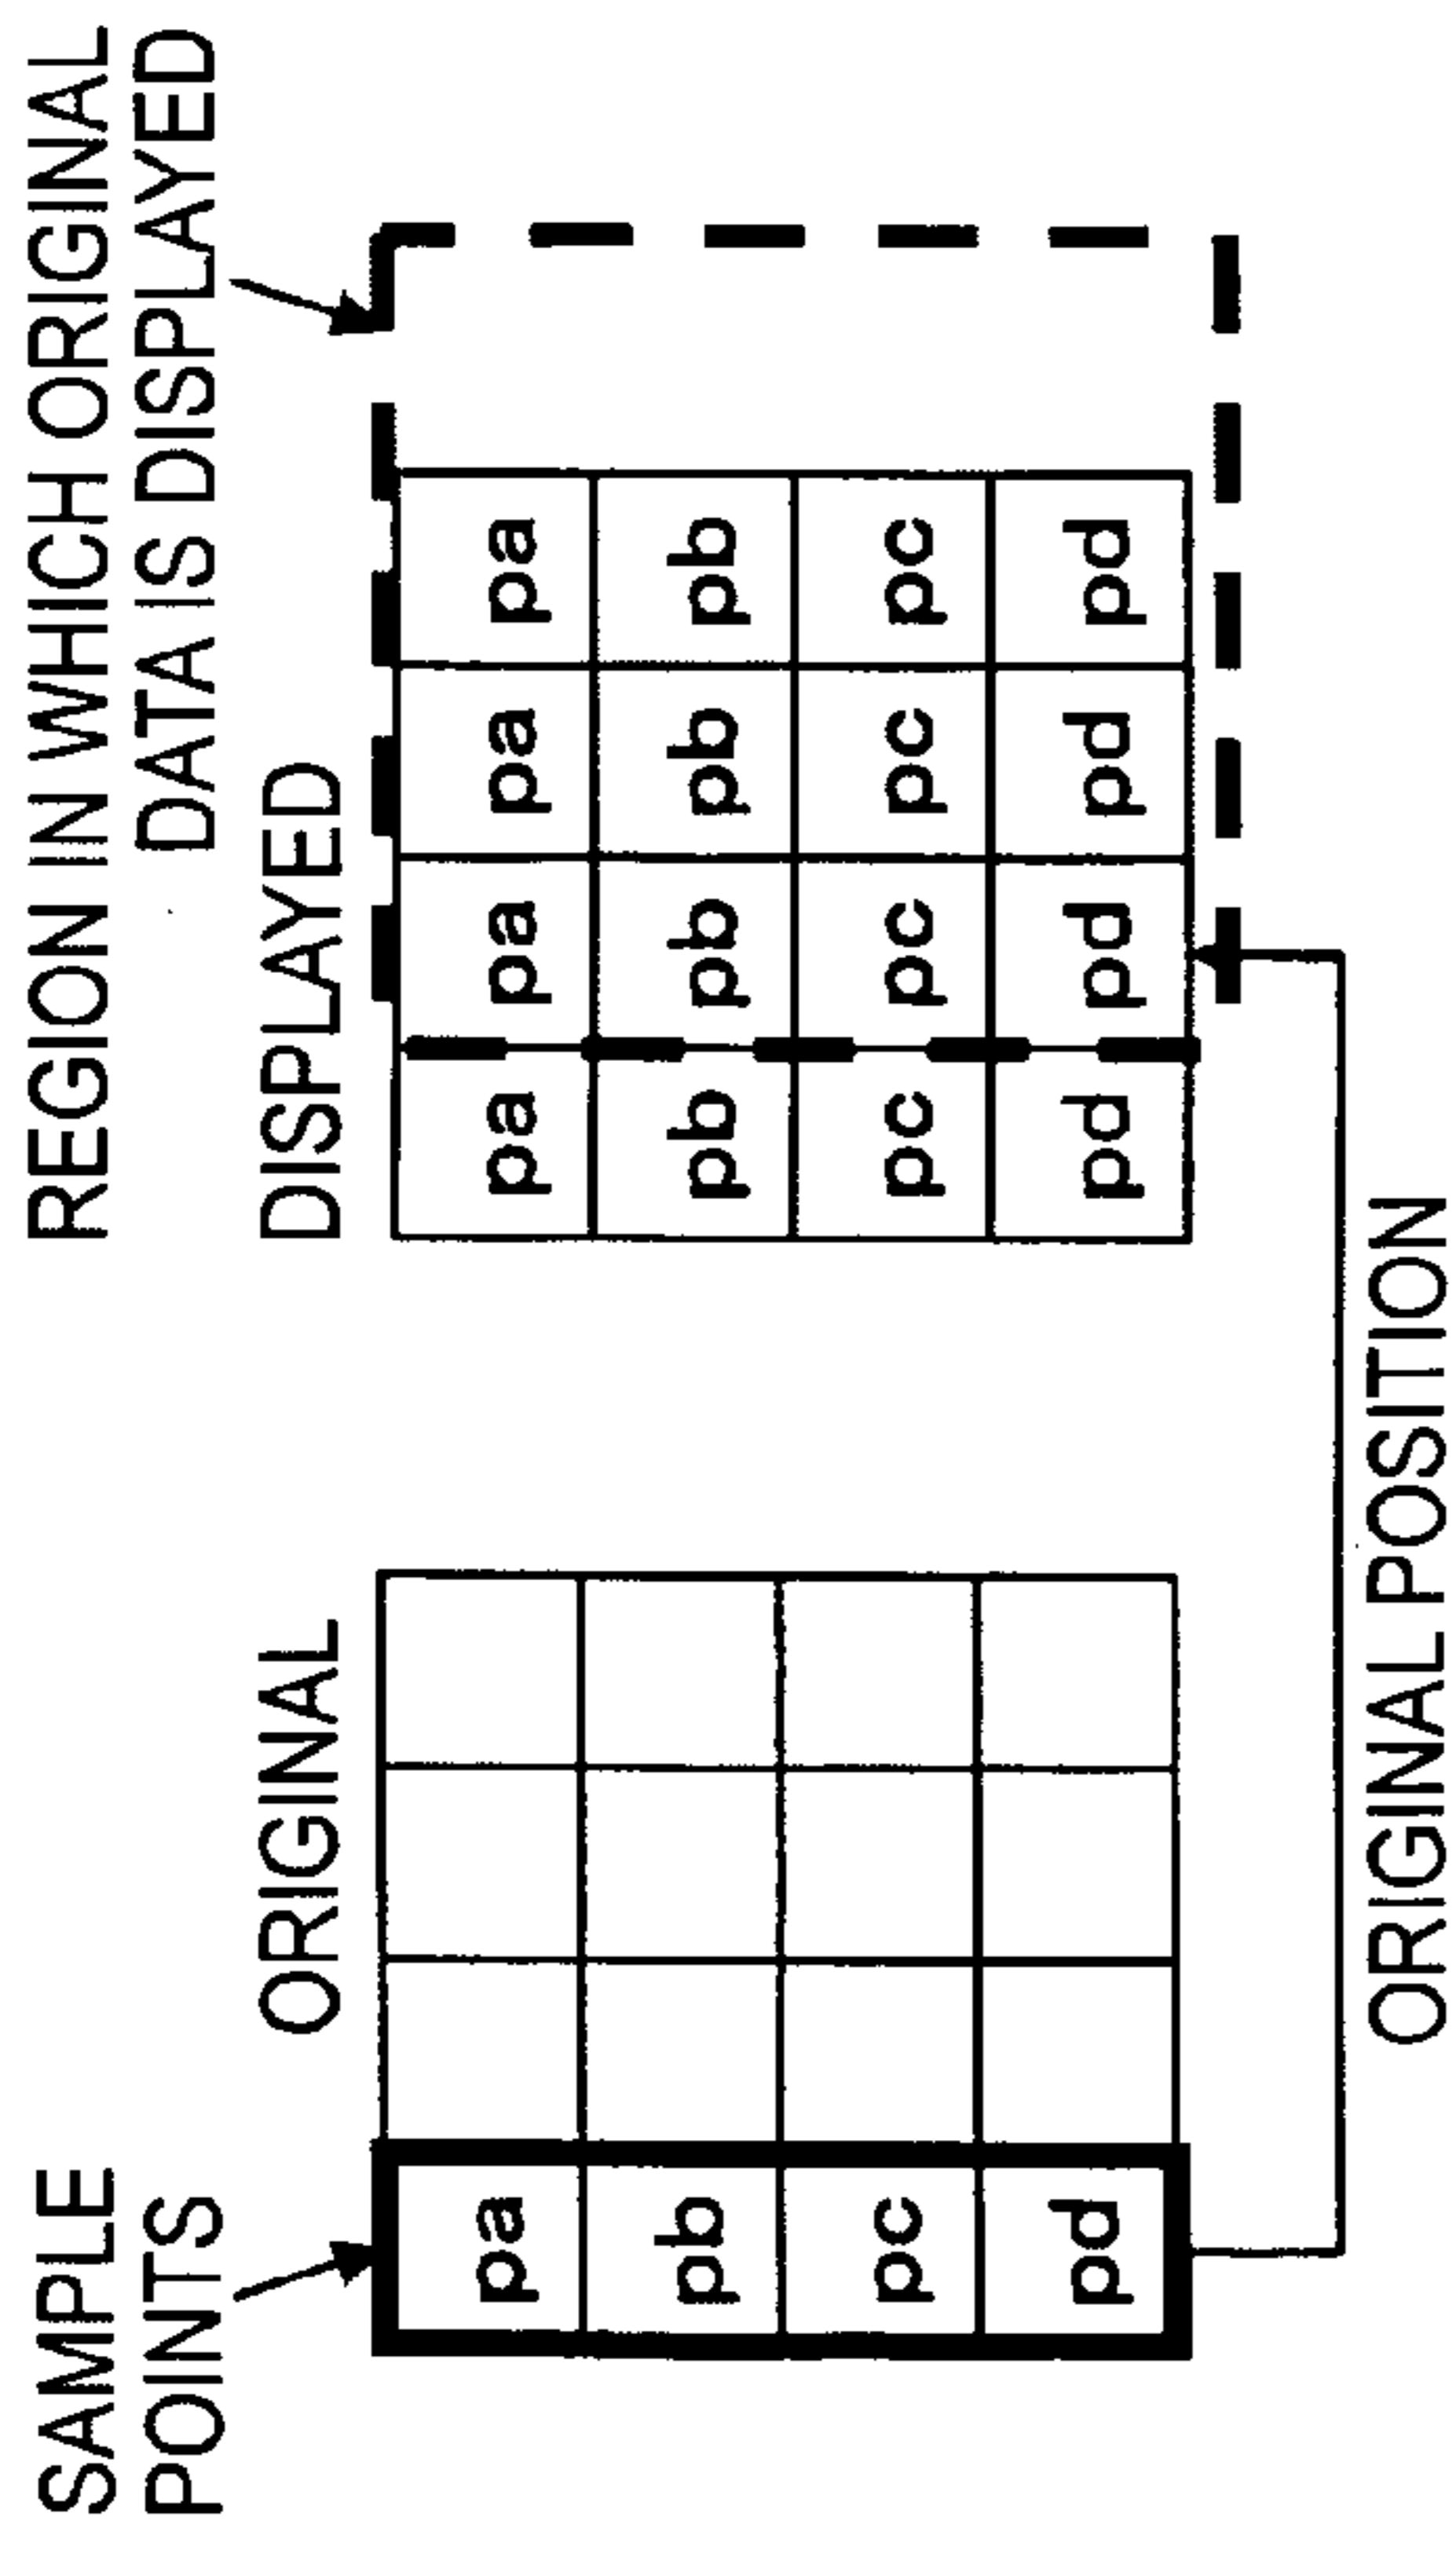 SAMPLE
POINTS
REGION IN WHICH ORIGINAL
DATA IS DISPLAYED
ORIGINAL
DISPLAYED
pa
pb
pc
pd
pa pa pa pa
pb pb pb pb
pc pc pc pc
pd pd pd pd
ORIGINAL POSITION